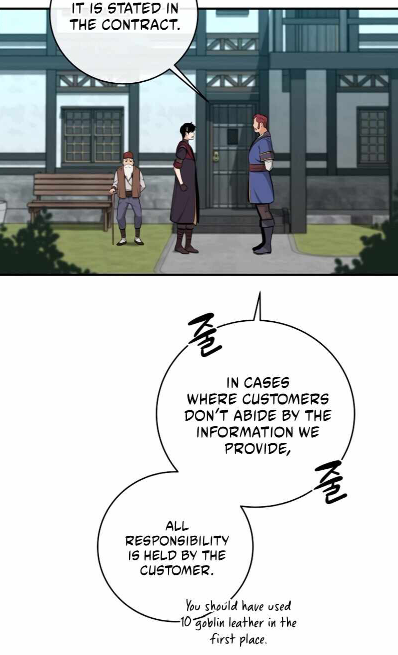 IT IS STATED IN
THE CONTRACT.
줄
IN CASES
WHERE CUSTOMERS
DON'T ABIDE BY THE
INFORMATION WE
PROVIDE,
줄
ALL
RESPONSIBILITY
IS HELD BY THE
CUSTOMER.
You should have used
10 goblin leather in the
first place.